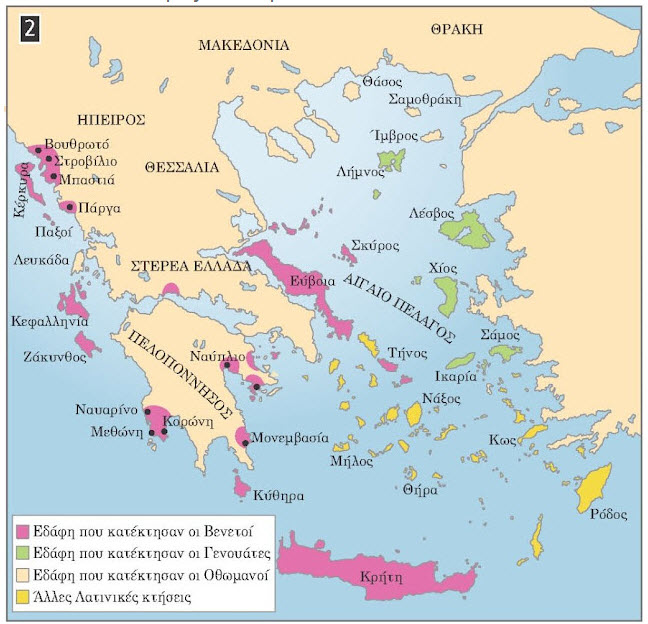 2
ΘΡΑΚΗ
ΜΑΚΕΔΟΝΙΑ
Θάσος
Σαμοθράκη
ΗΠΕΙΡΟΣ
Ίμβρος
Βουθρωτό
Στροβίλιο
ΘΕΣΣΑΛΙΑ
Λήμνος
Μπαστιά
Κέρκυρα
Πάργα
Λέσβος
Παξοί
Σκύρος
Λευκάδα
ΣΤΕΡΕΑ ΕΛΛΑΔΑ
Χίος
Εύβοια
ΑΙΓΑΙΟ ΠΕΛΑΓΟΣ
Κεφαλληνία
ΠΕΛΟΠΟΝΝΗΣΟΣ
Σάμος
Ζάκυνθος
Ναύπλιο
Τήνος
Ικαρία
Νάξος
Ναυαρίνο
Κορώνη
Μεθώνη
Μονεμβασία
Κως
Μήλος
Θήρα
Κύθηρα
Ρόδος
Εδάφη που κατέκτησαν οι Βενετοί
Εδάφη που κατέκτησαν οι Γενουάτες
Εδάφη που κατέκτησαν οι Οθωμανοί
Άλλες Λατινικές κτήσεις
Κρήτη